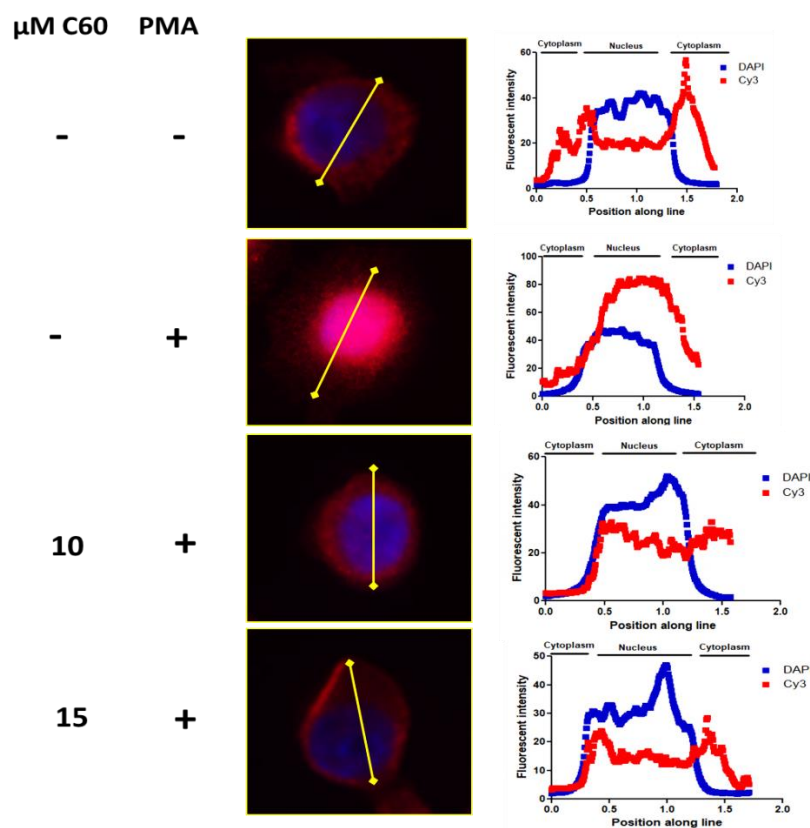 μM C60 PMA
- -
Cytoplasm Nucleus Cytoplasm
DAPI
Cy3
Fluorescent intensity
60
40
20
0
0.0 0.5 1.0 1.5 2.0
Position along line
- +
Cytoplasm Nucleus Cytoplasm
DAPI
Cy3
Fluorescent intensity
100
80
60
40
20
0
0.0 0.5 1.0 1.5 2.0
Position along line
10 +
Cytoplasm Nucleus Cytoplasm
DAPI
Cy3
Fluorescent intensity
60
40
20
0
0.0 0.5 1.0 1.5 2.0
Position along line
15 +
Cytoplasm Nucleus Cytoplasm
DAP
Cy3
Fluorescent intensity
50
40
30
20
10
0
0.0 0.5 1.0 1.5 2.0
Position along line